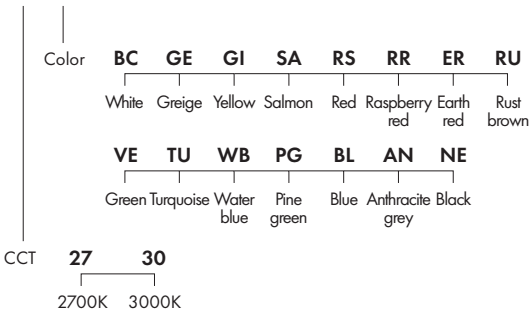 Color BC GE GI SA RS RR ER RU
White Greige Yellow Salmon Red Raspberry red Earth red Rust brown
VE TU WB PG BL AN NE
Green Turquoise Water blue Pine green Blue Anthracite grey Black
CCT 27 30
2700K 3000K